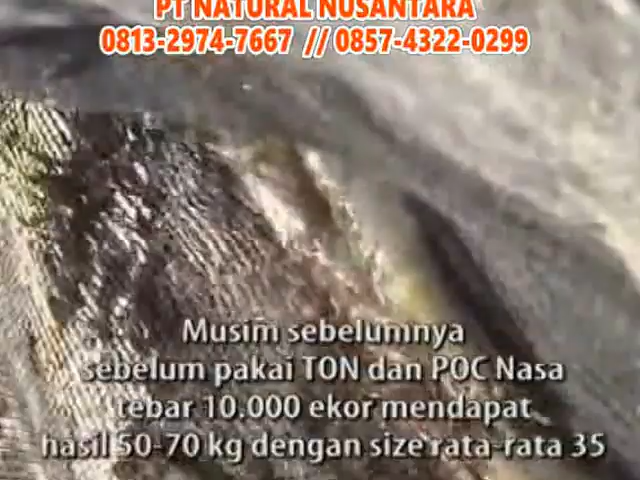 PT NATURAL NUSANTARA
0813-2974-7667 // 0857-4322-0299
Musim sebelumnya
sebelum pakai TON dan POC Nasa
tebar 10.000 ekor mendapat
hasil 50-70 kg dengan size rata-rata 35